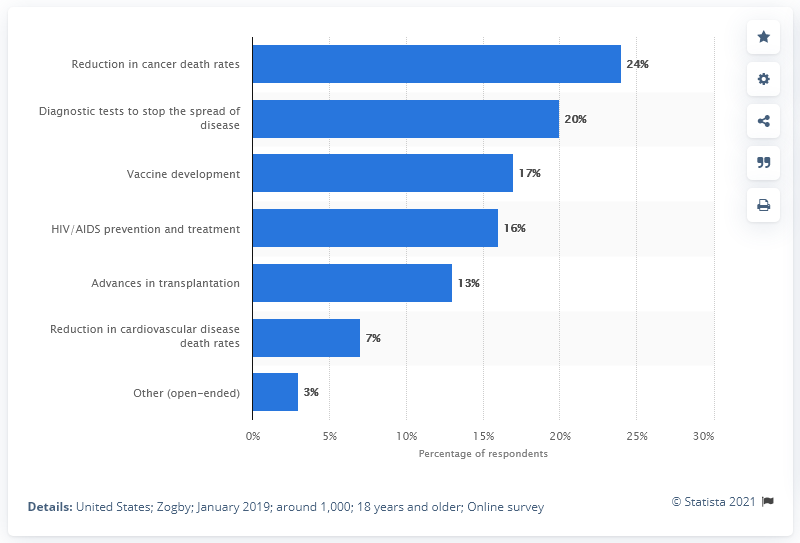 Reduction in cancer death rates
24%
Diagnostic tests to stop the spread of
disease
20%
Vaccine development
17%
HIV/AIDS prevention and treatment
16%
Advances in transplantation
13%
Reduction in cardiovascular disease
death rates
7%
Other (open-ended)
3%
0% 5% 10% 15% 20% 25% 30%
Percentage of respondents
© Statista 2021
Details: United States; Zogby; January 2019; around 1,000; 18 years and older; Online survey